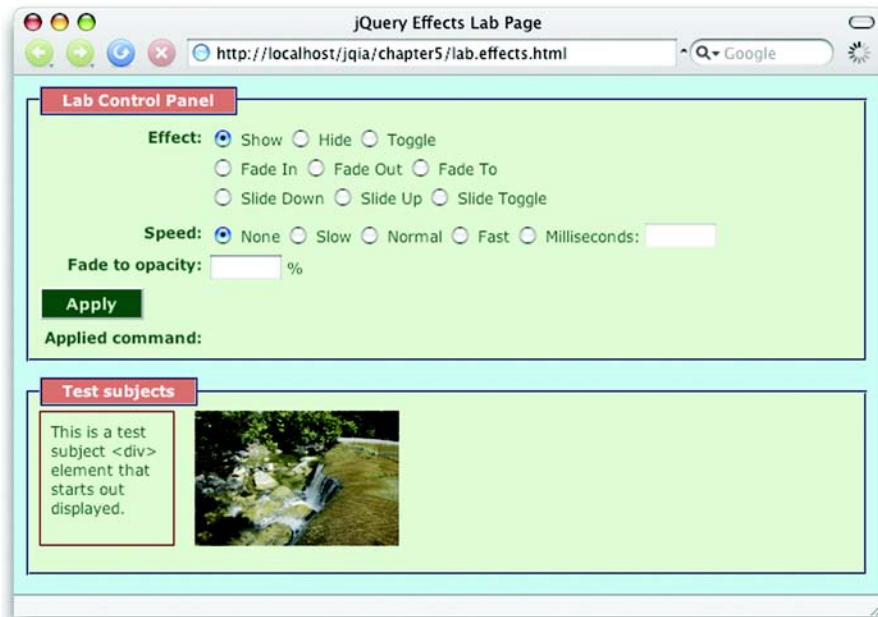 jQuery Effects Lab Page
http://localhost/jqia/chapter5/lab.effects.html
Google
Lab Control Panel
Effect: Show Hide Toggle
Fade In Fade Out Fade To
Slide Down Slide Up Slide Toggle
Speed: None Slow Normal Fast Milliseconds:
Fade to opacity: %
Apply
Applied command:
Test subjects
This is a test
subject <div>
element that
starts out
displayed.